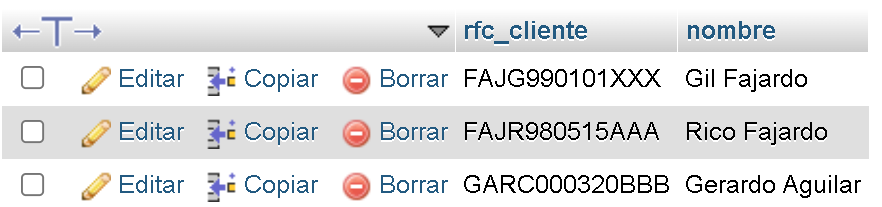 rfc_cliente nombre
Editar Copiar Borrar FAJG990101XXX Gil Fajardo
Editar Copiar Borrar FAJR980515AAA Rico Fajardo
Editar Copiar Borrar GARC000320BBB Gerardo Aguilar